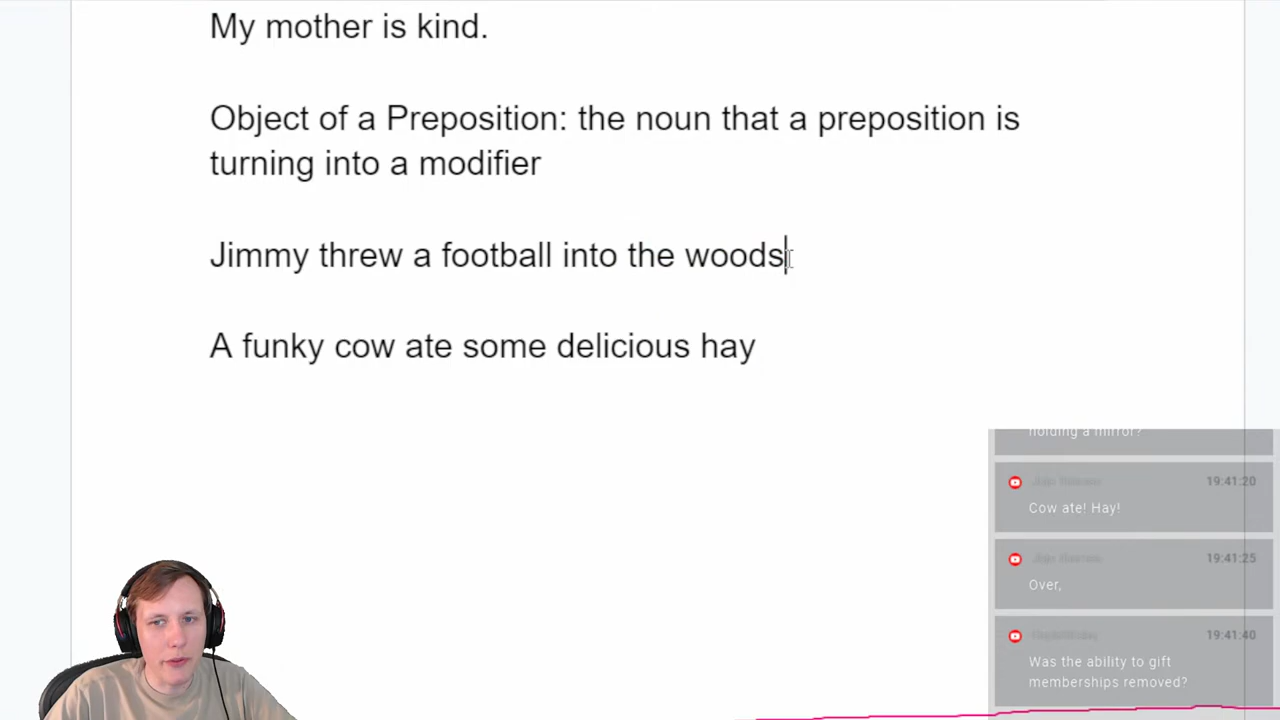 My mother is kind.
Object of a Preposition: the noun that a preposition is
turning into a modifier
Jimmy threw a football into the woods
A funky cow ate some delicious hay
holding a mirror?
19:41:20
Cow ate! Hay!
19:41:25
Over,
19:41:40
Was the ability to gift
memberships removed?